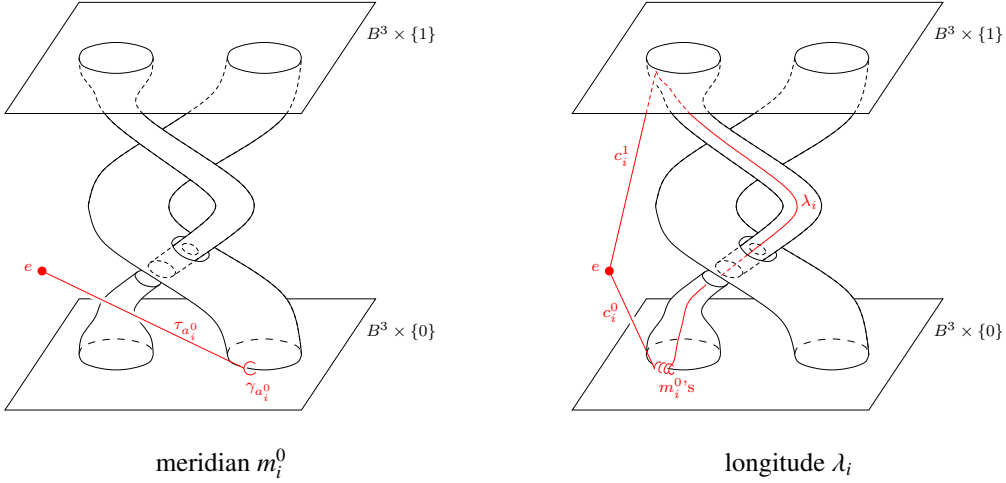 B³ × {1}
e
τ_{a_i^0}
γ_{a_i^0}
B³ × {0}
meridian m_i^0
B³ × {1}
c_i^1
λ_i
e
c_i^0
m_i^0's
B³ × {0}
longitude λ_i